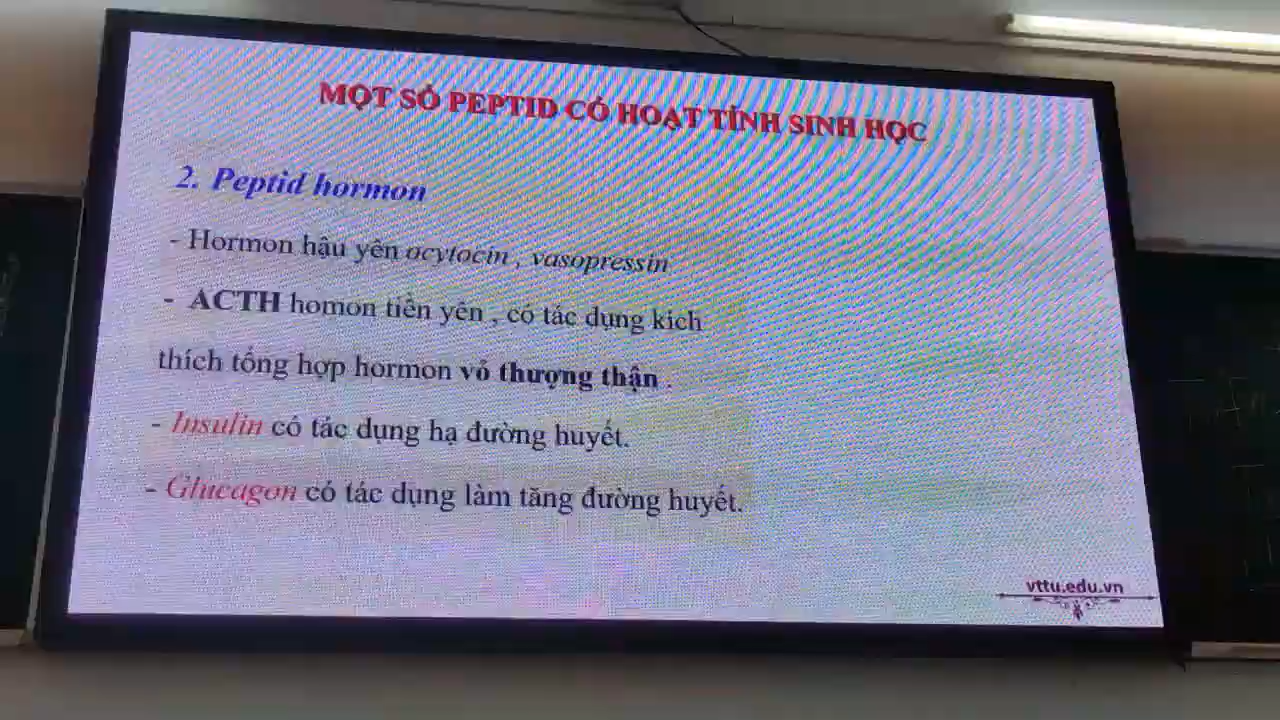 MỘT SỐ PEPTID CÓ HOẠT TÍNH SINH HỌC
2. Peptid hormon
- Hormon hậu yên ocytocin , vasopressin
- ACTH homon tiền yên , có tác dụng kích
thích tổng hợp hormon vỏ thượng thận .
- Insulin có tác dụng hạ đường huyết.
- Glucagon có tác dụng làm tăng đường huyết.
vttu.edu.vn